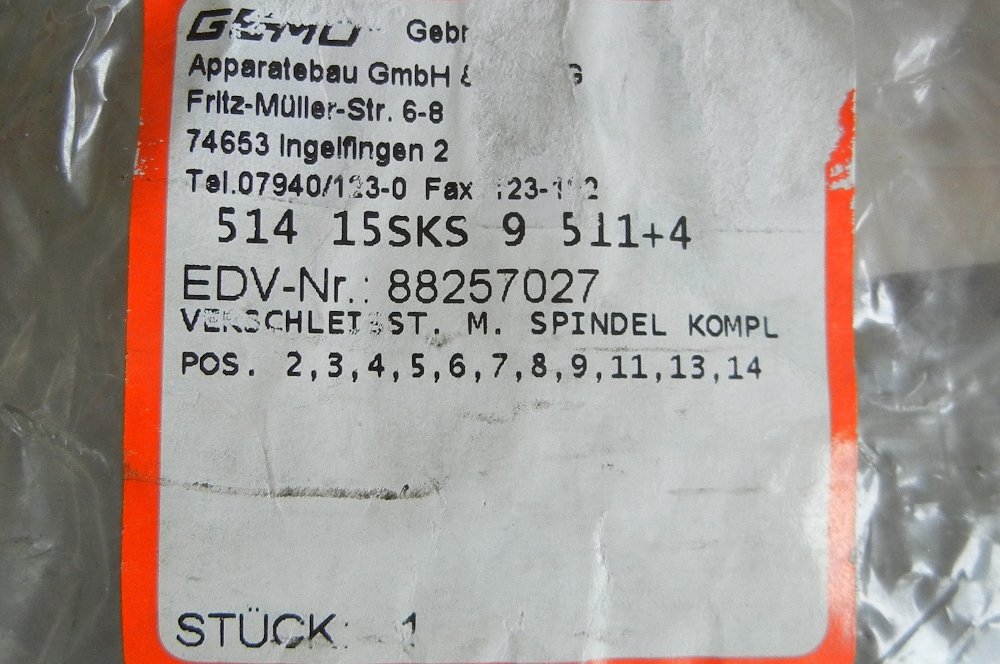 GEMÜ Gebr
Apparatebau GmbH &
Fritz-Müller-Str. 6-8
74653 Ingelfingen 2
Tel.07940/123-0 Fax
514 15SKS 9 511+4
EDV-Nr.: 88257027
VERSCHLEISSST. M. SPINDEL KOMPL
POS. 2,3,4,5,6,7,8,9,11,13,14
STÜCK: 1